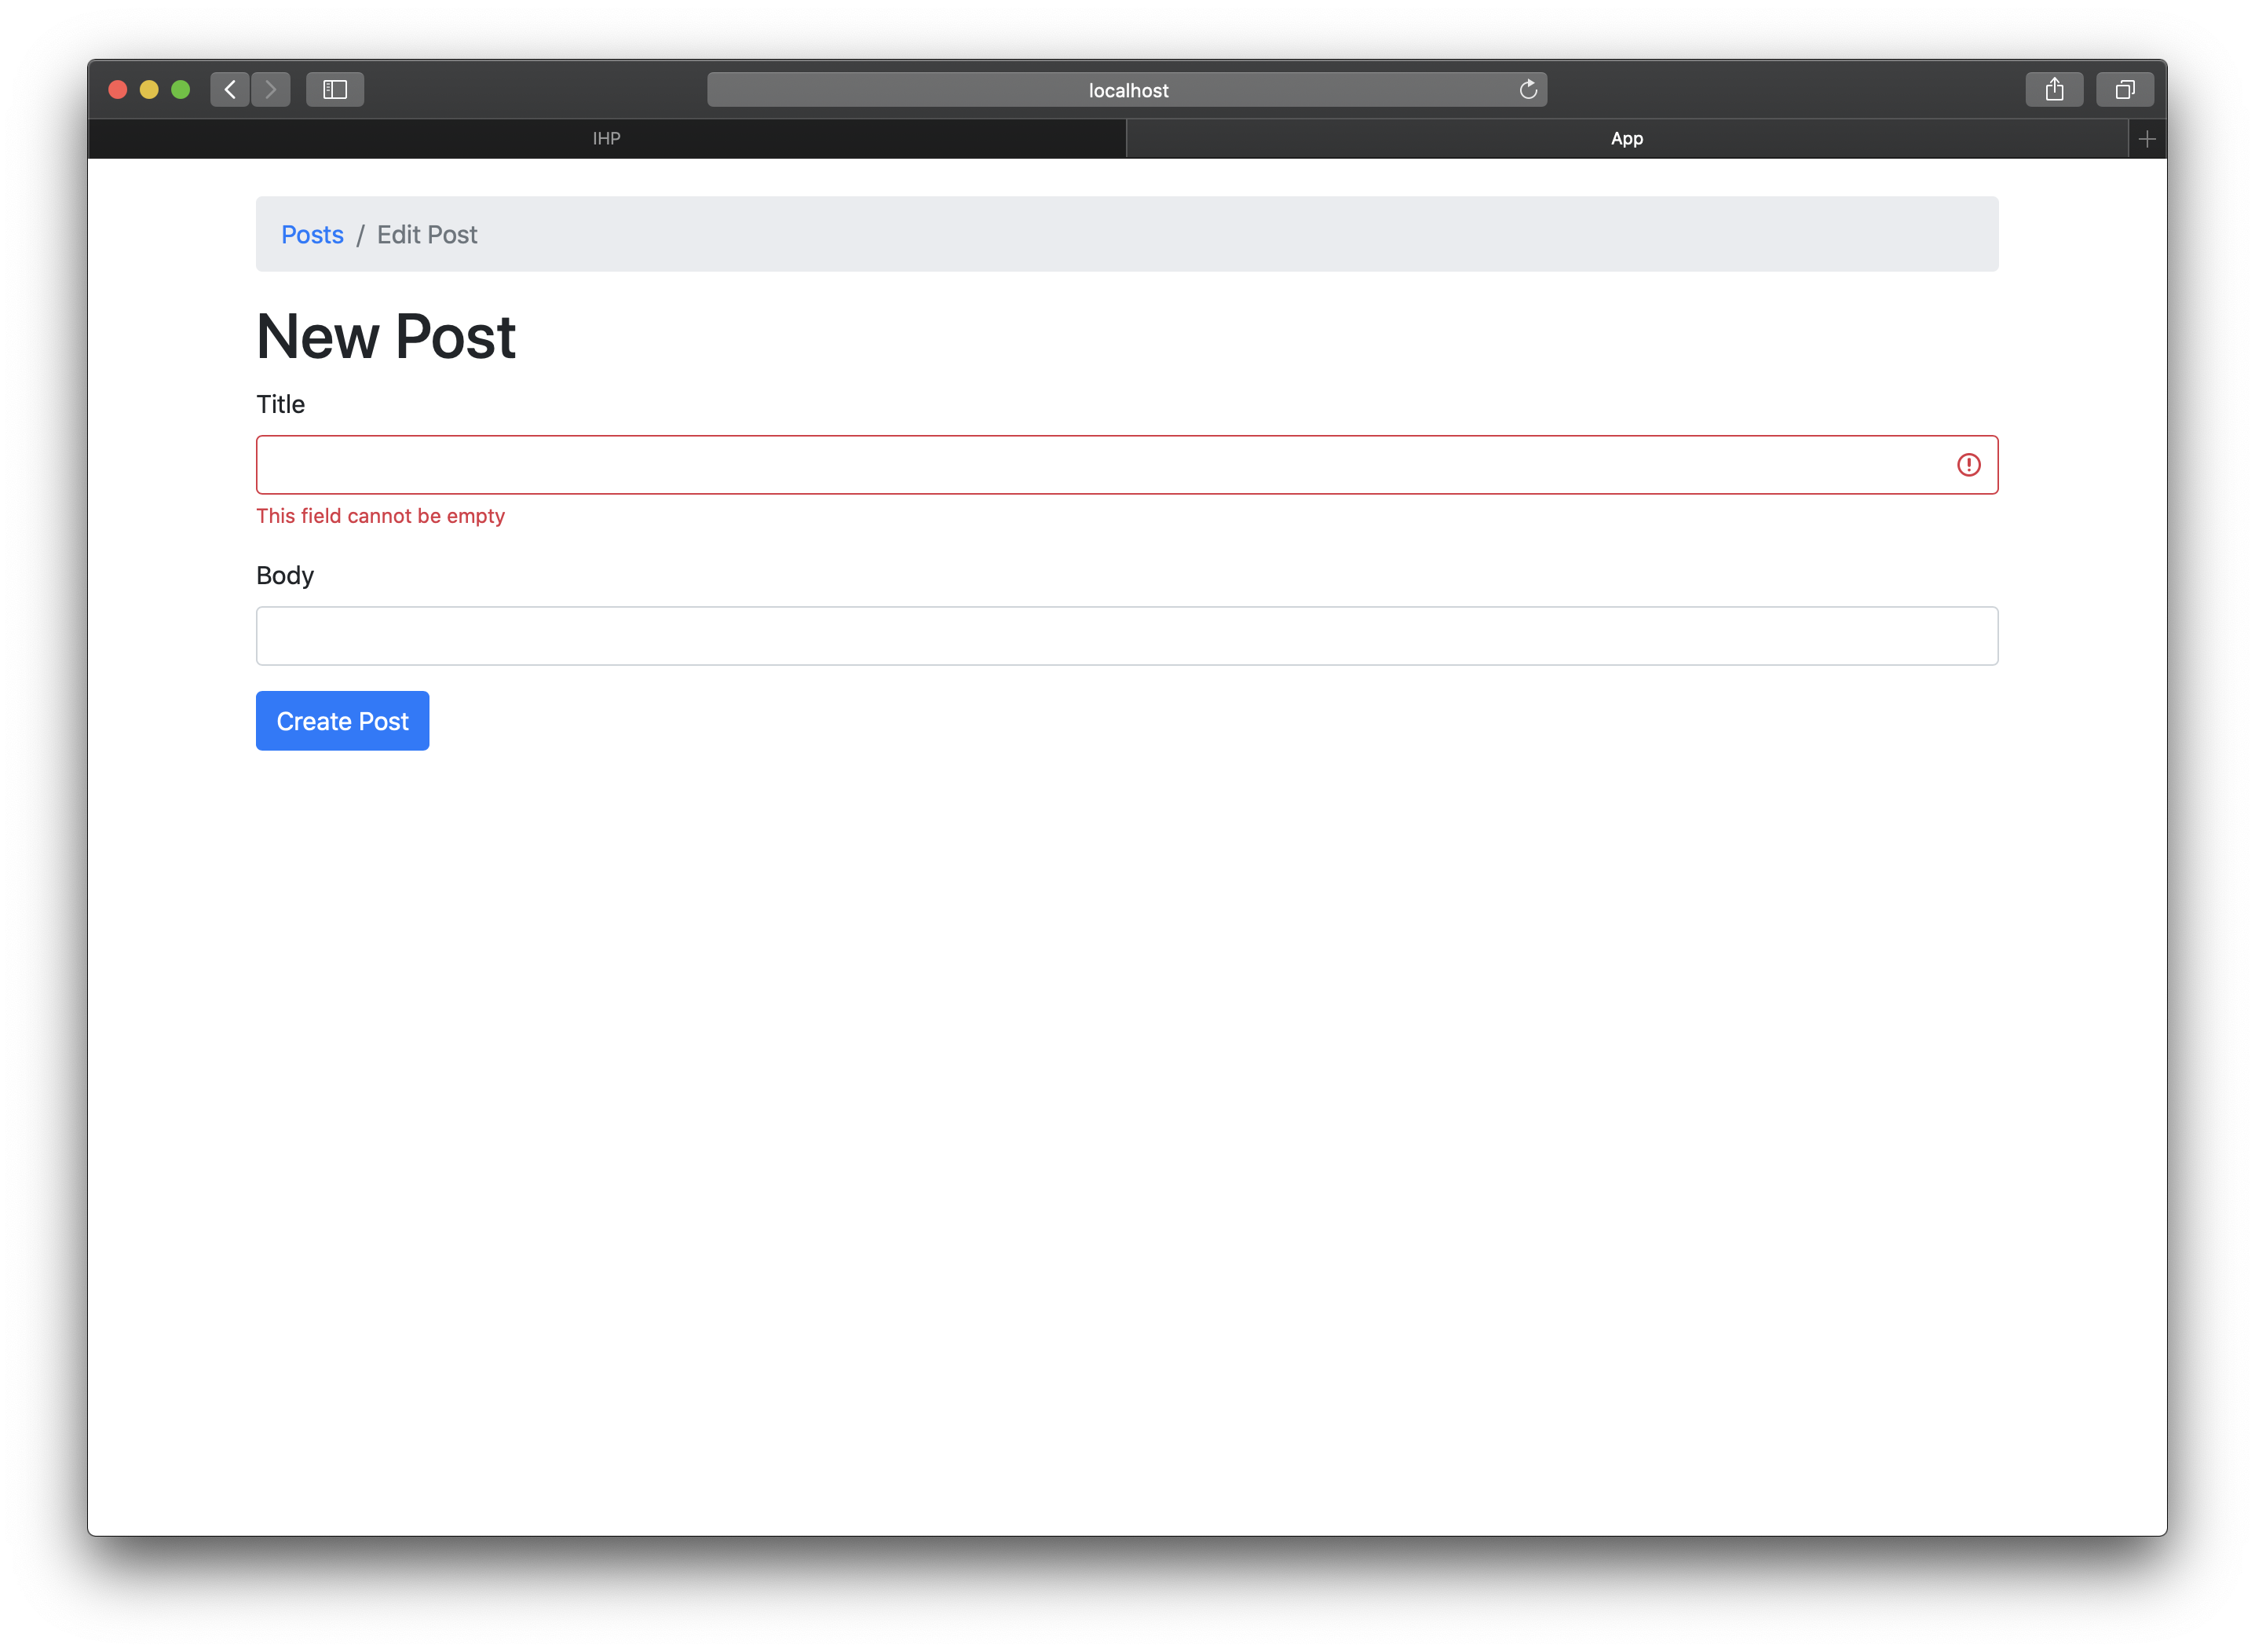 localhost
IHP
App
Posts / Edit Post
New Post
Title
This field cannot be empty
Body
Create Post